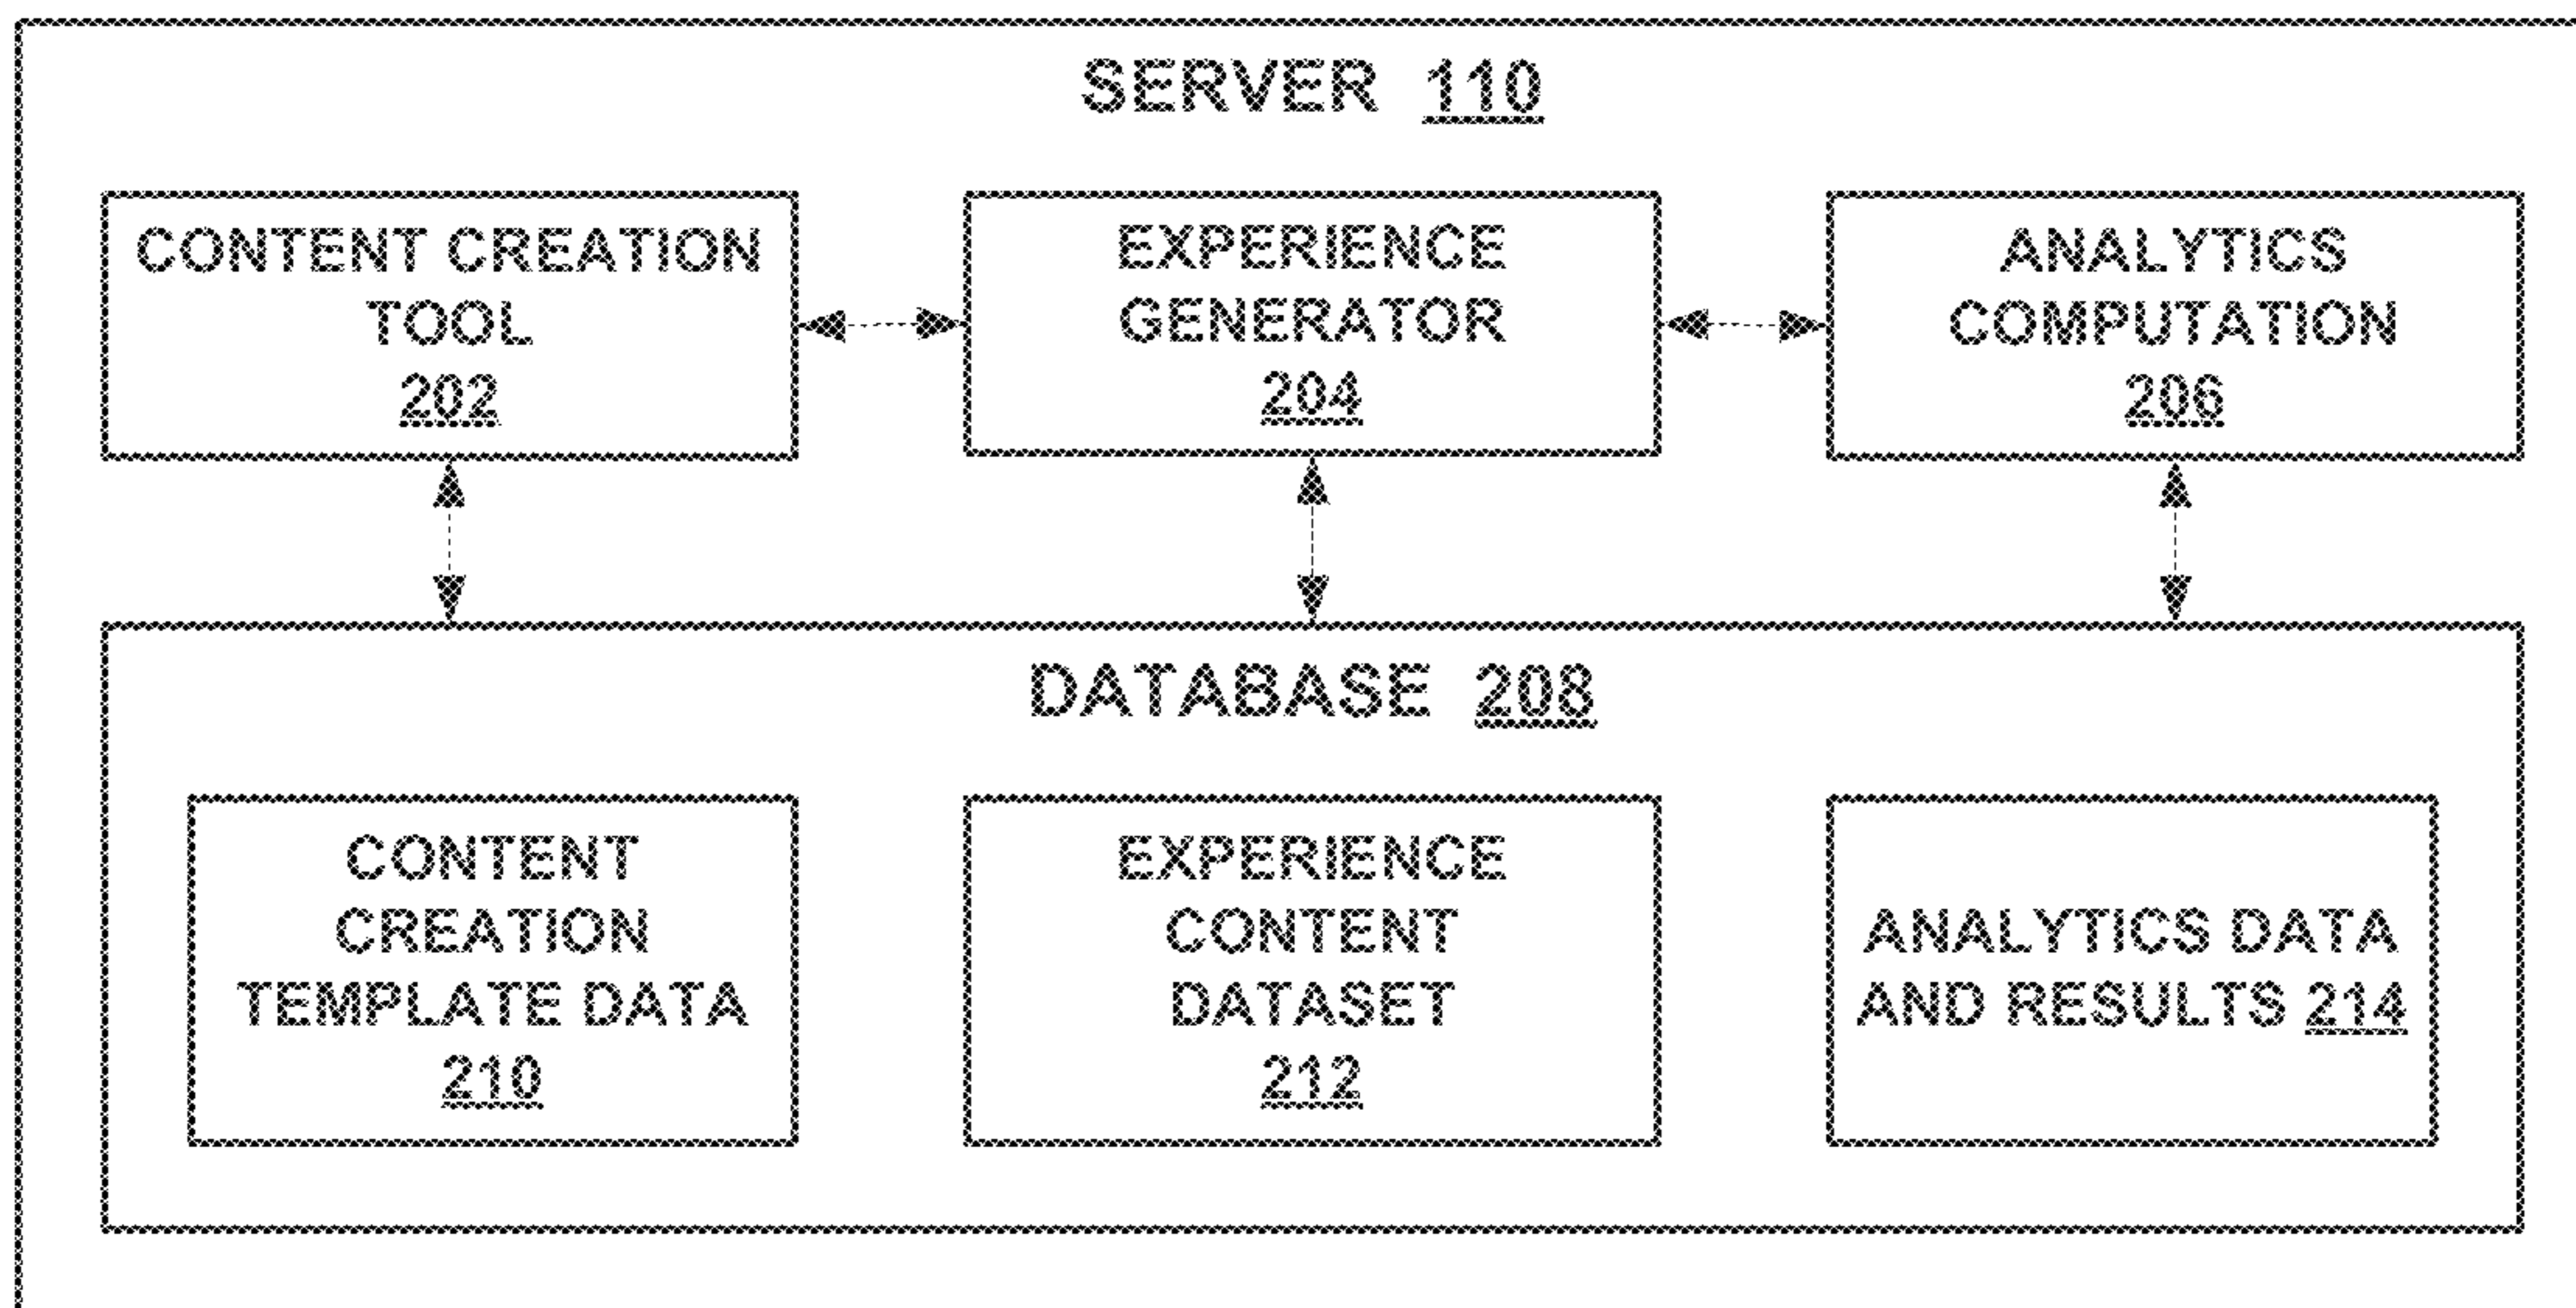 SERVER 110
CONTENT CREATION
TOOL
202
EXPERIENCE
GENERATOR
204
ANALYTICS
COMPUTATION
206
DATABASE 208
CONTENT
CREATION
TEMPLATE DATA
210
EXPERIENCE
CONTENT
DATASET
212
ANALYTICS DATA
AND RESULTS 214